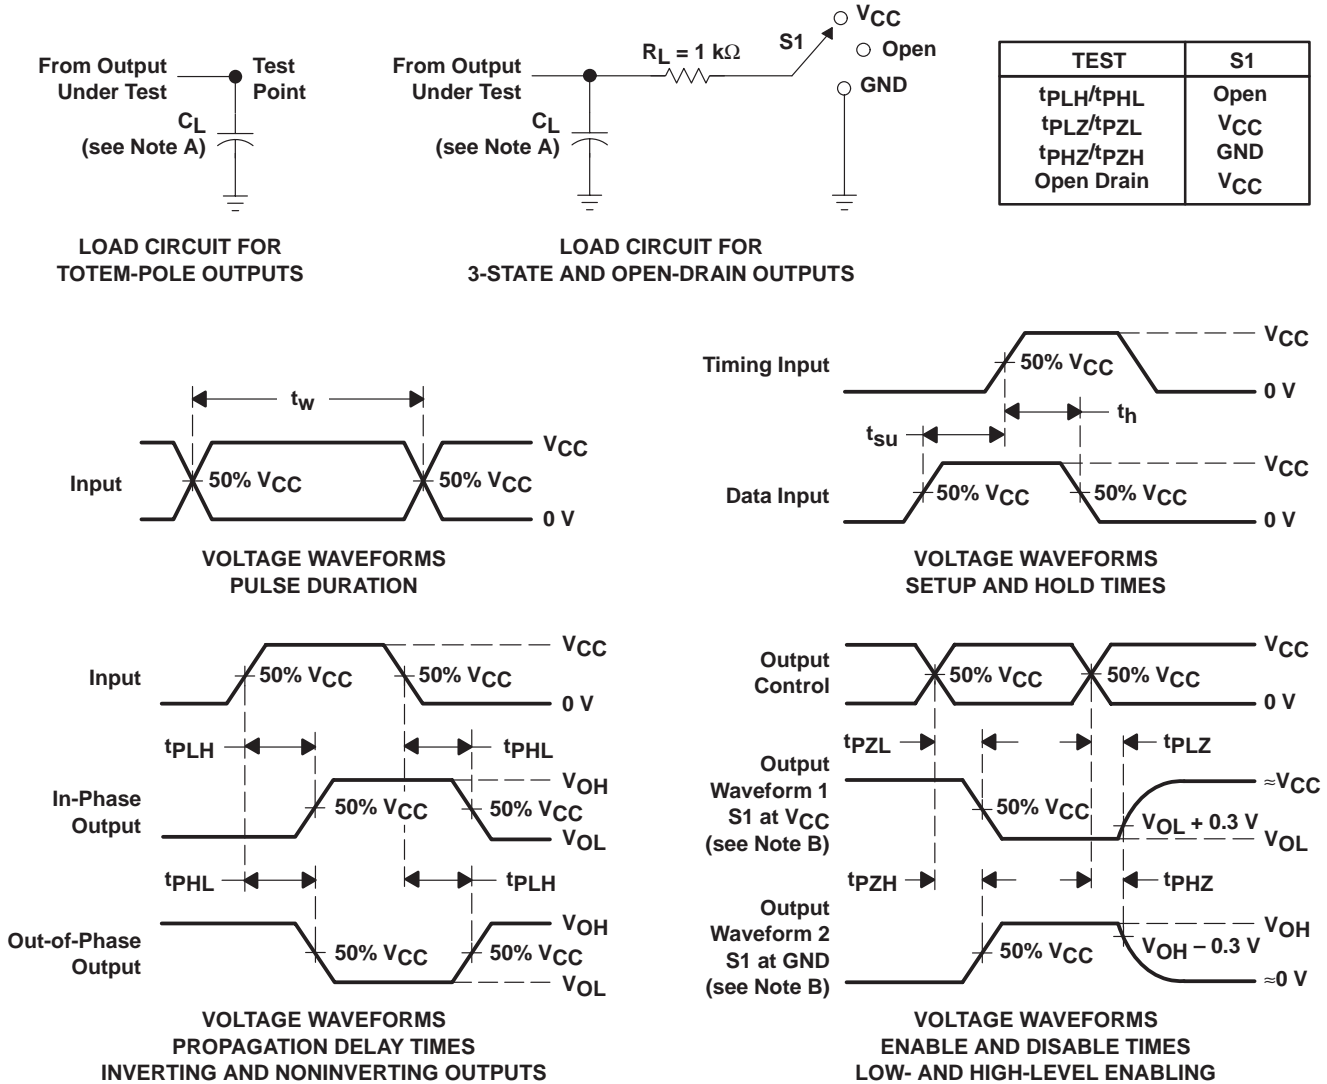 From Output
Under Test
Test
Point
CL
(see Note A)
LOAD CIRCUIT FOR
TOTEM-POLE OUTPUTS
From Output
Under Test
RL = 1 kΩ
S1
VCC
Open
GND
CL
(see Note A)
LOAD CIRCUIT FOR
3-STATE AND OPEN-DRAIN OUTPUTS
TEST S1
tPLH/tPHL Open
tPLZ/tPZL VCC
tPHZ/tPZH GND
Open Drain VCC
tw
Input
50% VCC
50% VCC
VCC
0 V
VOLTAGE WAVEFORMS
PULSE DURATION
Timing Input
50% VCC
VCC
0 V
th
tsu
Data Input
50% VCC
50% VCC
VCC
0 V
VOLTAGE WAVEFORMS
SETUP AND HOLD TIMES
Input
50% VCC
50% VCC
VCC
0 V
tPLH
tPHL
In-Phase
Output
50% VCC
50% VCC
VOH
VOL
tPHL
tPLH
Out-of-Phase
Output
50% VCC
50% VCC
VOH
VOL
VOLTAGE WAVEFORMS
PROPAGATION DELAY TIMES
INVERTING AND NONINVERTING OUTPUTS
Output
Control
50% VCC
50% VCC
VCC
0 V
tPZL
tPLZ
Output
Waveform 1
S1 at VCC
(see Note B)
50% VCC
≈VCC
VOL + 0.3 V
VOL
tPZH
tPHZ
Output
Waveform 2
S1 at GND
(see Note B)
50% VCC
VOH
VOH − 0.3 V
≈0 V
VOLTAGE WAVEFORMS
ENABLE AND DISABLE TIMES
LOW- AND HIGH-LEVEL ENABLING